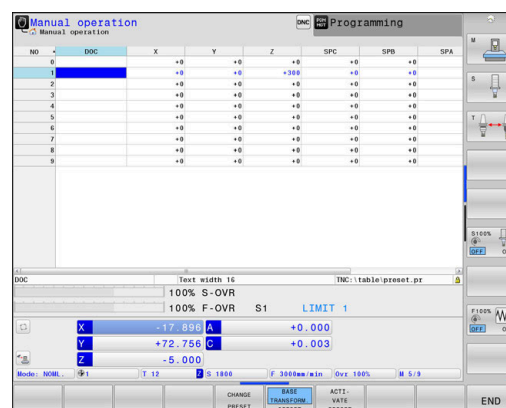 Manual operation
Manual operation
DNC
Programming
NO DOC X Y Z SPC SPB SPA
0 +0 +0 +0 +0 +0
1 +0 +0 +300 +0 +0
2 +0 +0 +0 +0 +0
3 +0 +0 +0 +0 +0
4 +0 +0 +0 +0 +0
5 +0 +0 +0 +0 +0
6 +0 +0 +0 +0 +0
7 +0 +0 +0 +0 +0
8 +0 +0 +0 +0 +0
9 +0 +0 +0 +0 +0
DOC Text width 16 TNC:\table\preset.pr
100% S-OVR
100% F-OVR S1 LIMIT 1
X -17.896 A +0.000
Y +72.756 C +0.003
Z -5.000
Mode: NOML. 1 T 12 Z S 1800 F 3000mm/min Ovr 100% M 5/9
CHANGE
PRESET
BASE
TRANSFORM.
ACTI-
VATE
END
M
S
T
S100%
OFF
F100%
OFF